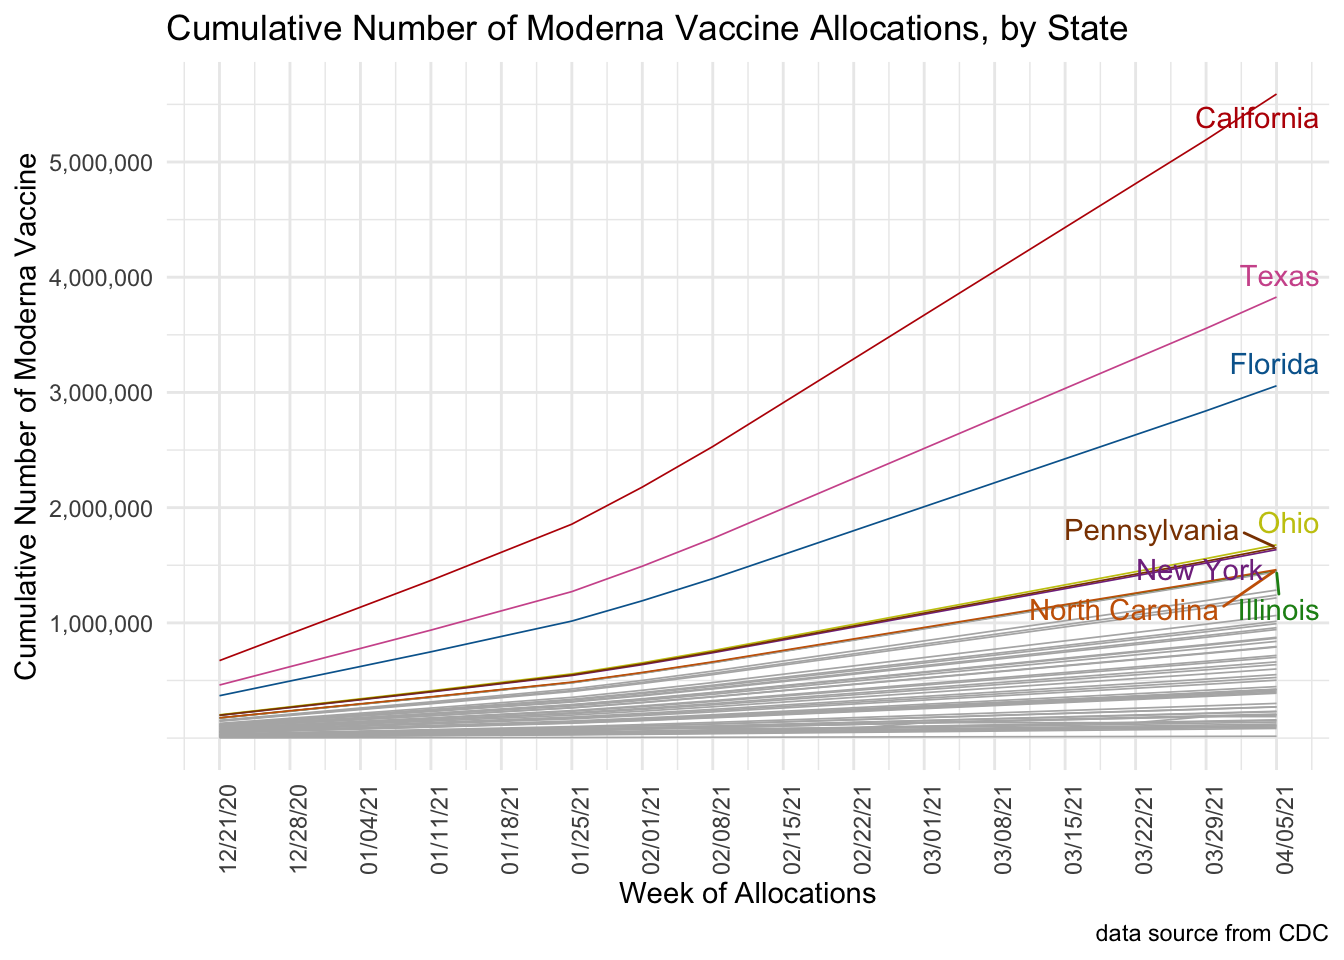 Cumulative Number of Moderna Vaccine Allocations, by State
Cumulative Number of Moderna Vaccine
5,000,000
4,000,000
3,000,000
2,000,000
1,000,000
California
Texas
Florida
Ohio
Pennsylvania
New York
North Carolina
Illinois
12/21/20
12/28/20
01/04/21
01/11/21
01/18/21
01/25/21
02/01/21
02/08/21
02/15/21
02/22/21
03/01/21
03/08/21
03/15/21
03/22/21
03/29/21
04/05/21
Week of Allocations
data source from CDC